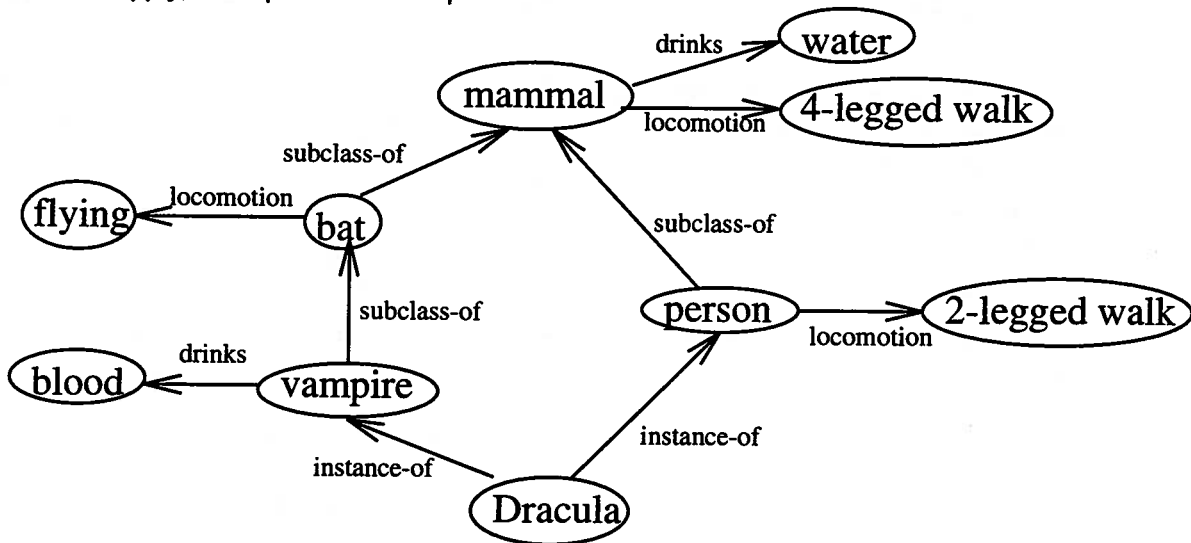 drinks
water
mammal
locomotion
4-legged walk
subclass-of
flying
locomotion
bat
subclass-of
subclass-of
person
locomotion
2-legged walk
blood
drinks
vampire
instance-of
instance-of
Dracula